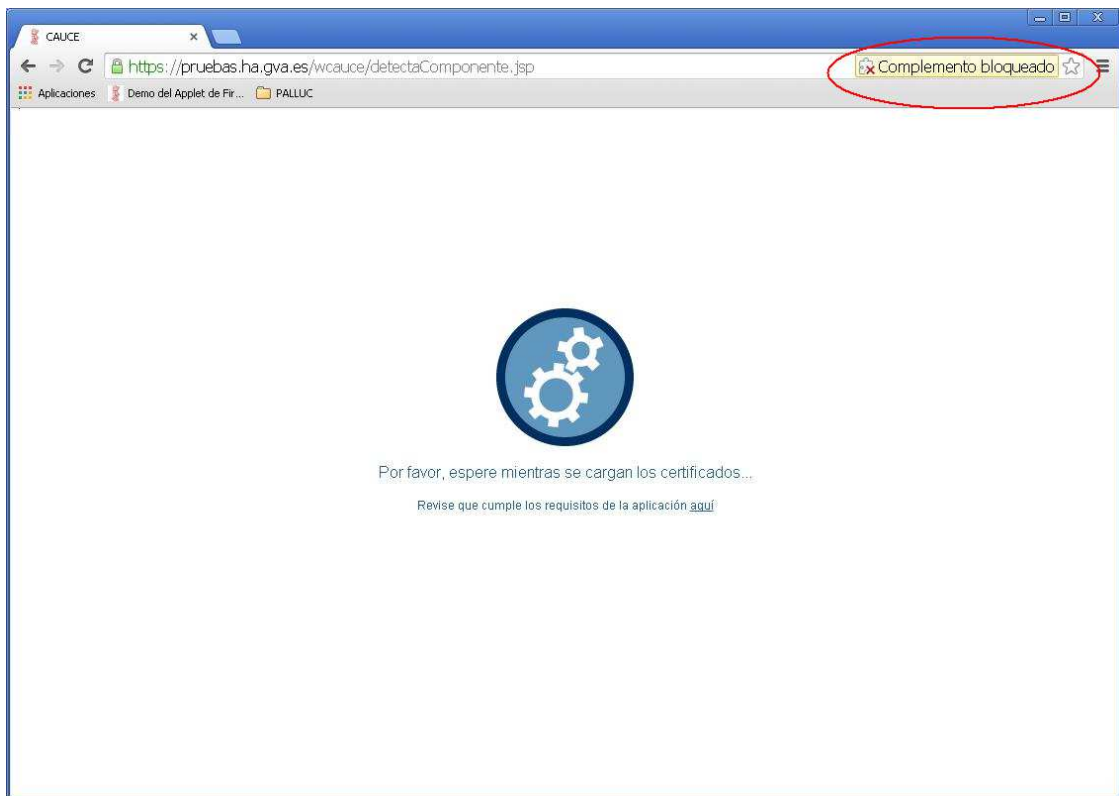 CAUCE
https://pruebas.ha.gva.es/wcauce/detectaComponente.jsp
Complemento bloqueado
Aplicaciones Demo del Applet de Fir... PALLUC
Por favor, espere mientras se cargan los certificados...
Revise que cumple los requisitos de la aplicación aquí